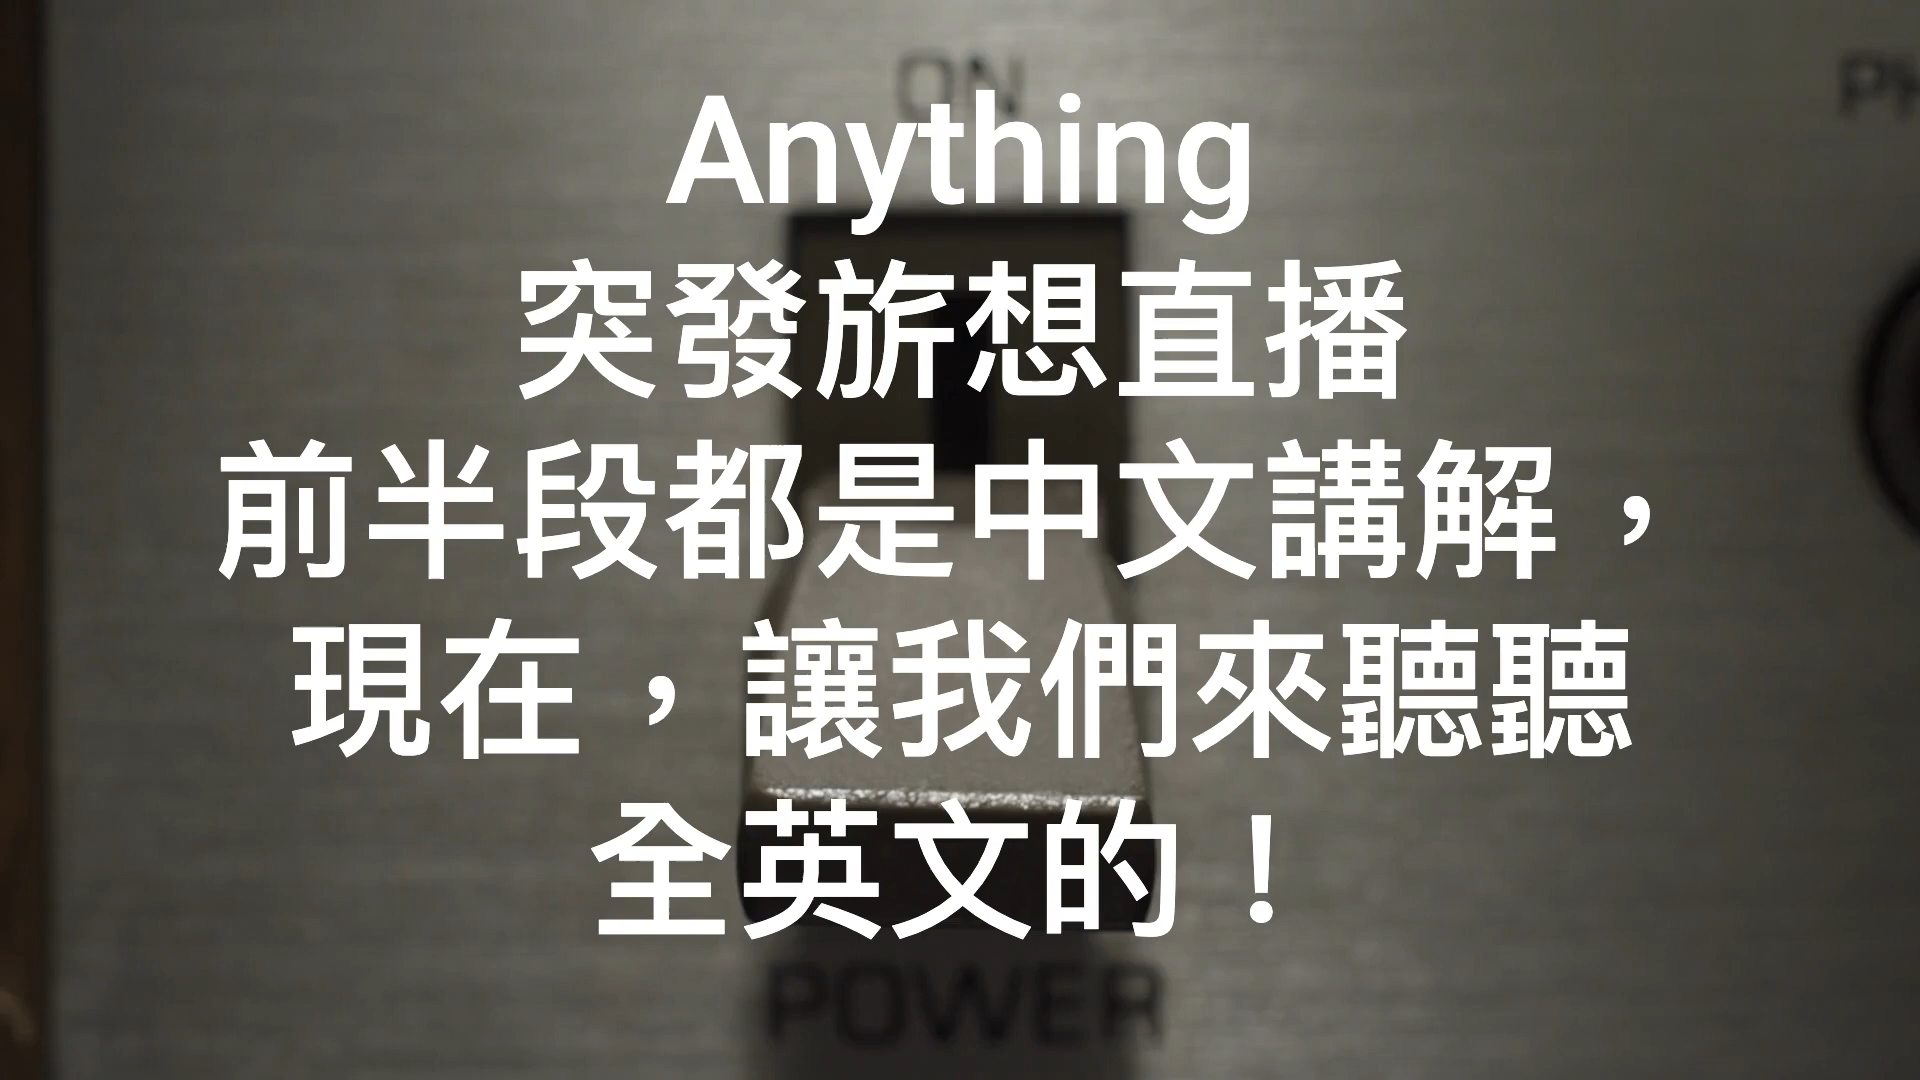 ON
PH
Anything
突發旂想直播
前半段都是中文講解，
現在，讓我們來聽聽
全英文的！
POWER